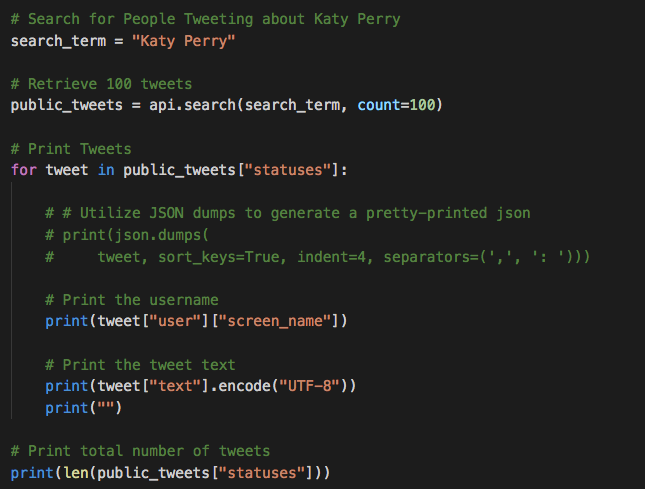 # Search for People Tweeting about Katy Perry
search_term = "Katy Perry"
# Retrieve 100 tweets
public_tweets = api.search(search_term, count=100)
# Print Tweets
for tweet in public_tweets["statuses"]:
# # Utilize JSON dumps to generate a pretty-printed json
# print(json.dumps(
#     tweet, sort_keys=True, indent=4, separators=(',', ': ')))
# Print the username
print(tweet["user"]["screen_name"])
# Print the tweet text
print(tweet["text"].encode("UTF-8"))
print("")
# Print total number of tweets
print(len(public_tweets["statuses"]))